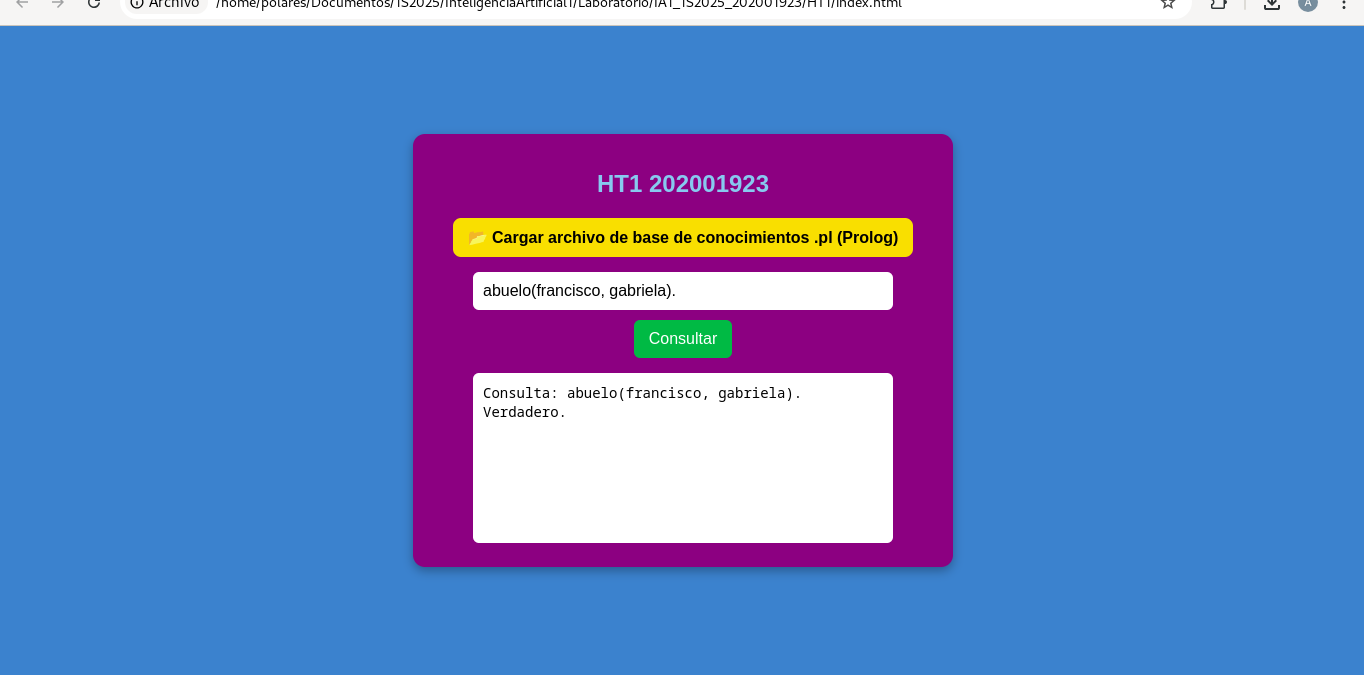 Archivo /home/polares/Documentos/1S2025/InteligenciaArtificial1/Laboratorio/IA1_1S2025_202001923/HT1/index.html
A
HT1 202001923
📂 Cargar archivo de base de conocimientos .pl (Prolog)
abuelo(francisco, gabriela).
Consultar
Consulta: abuelo(francisco, gabriela).
Verdadero.